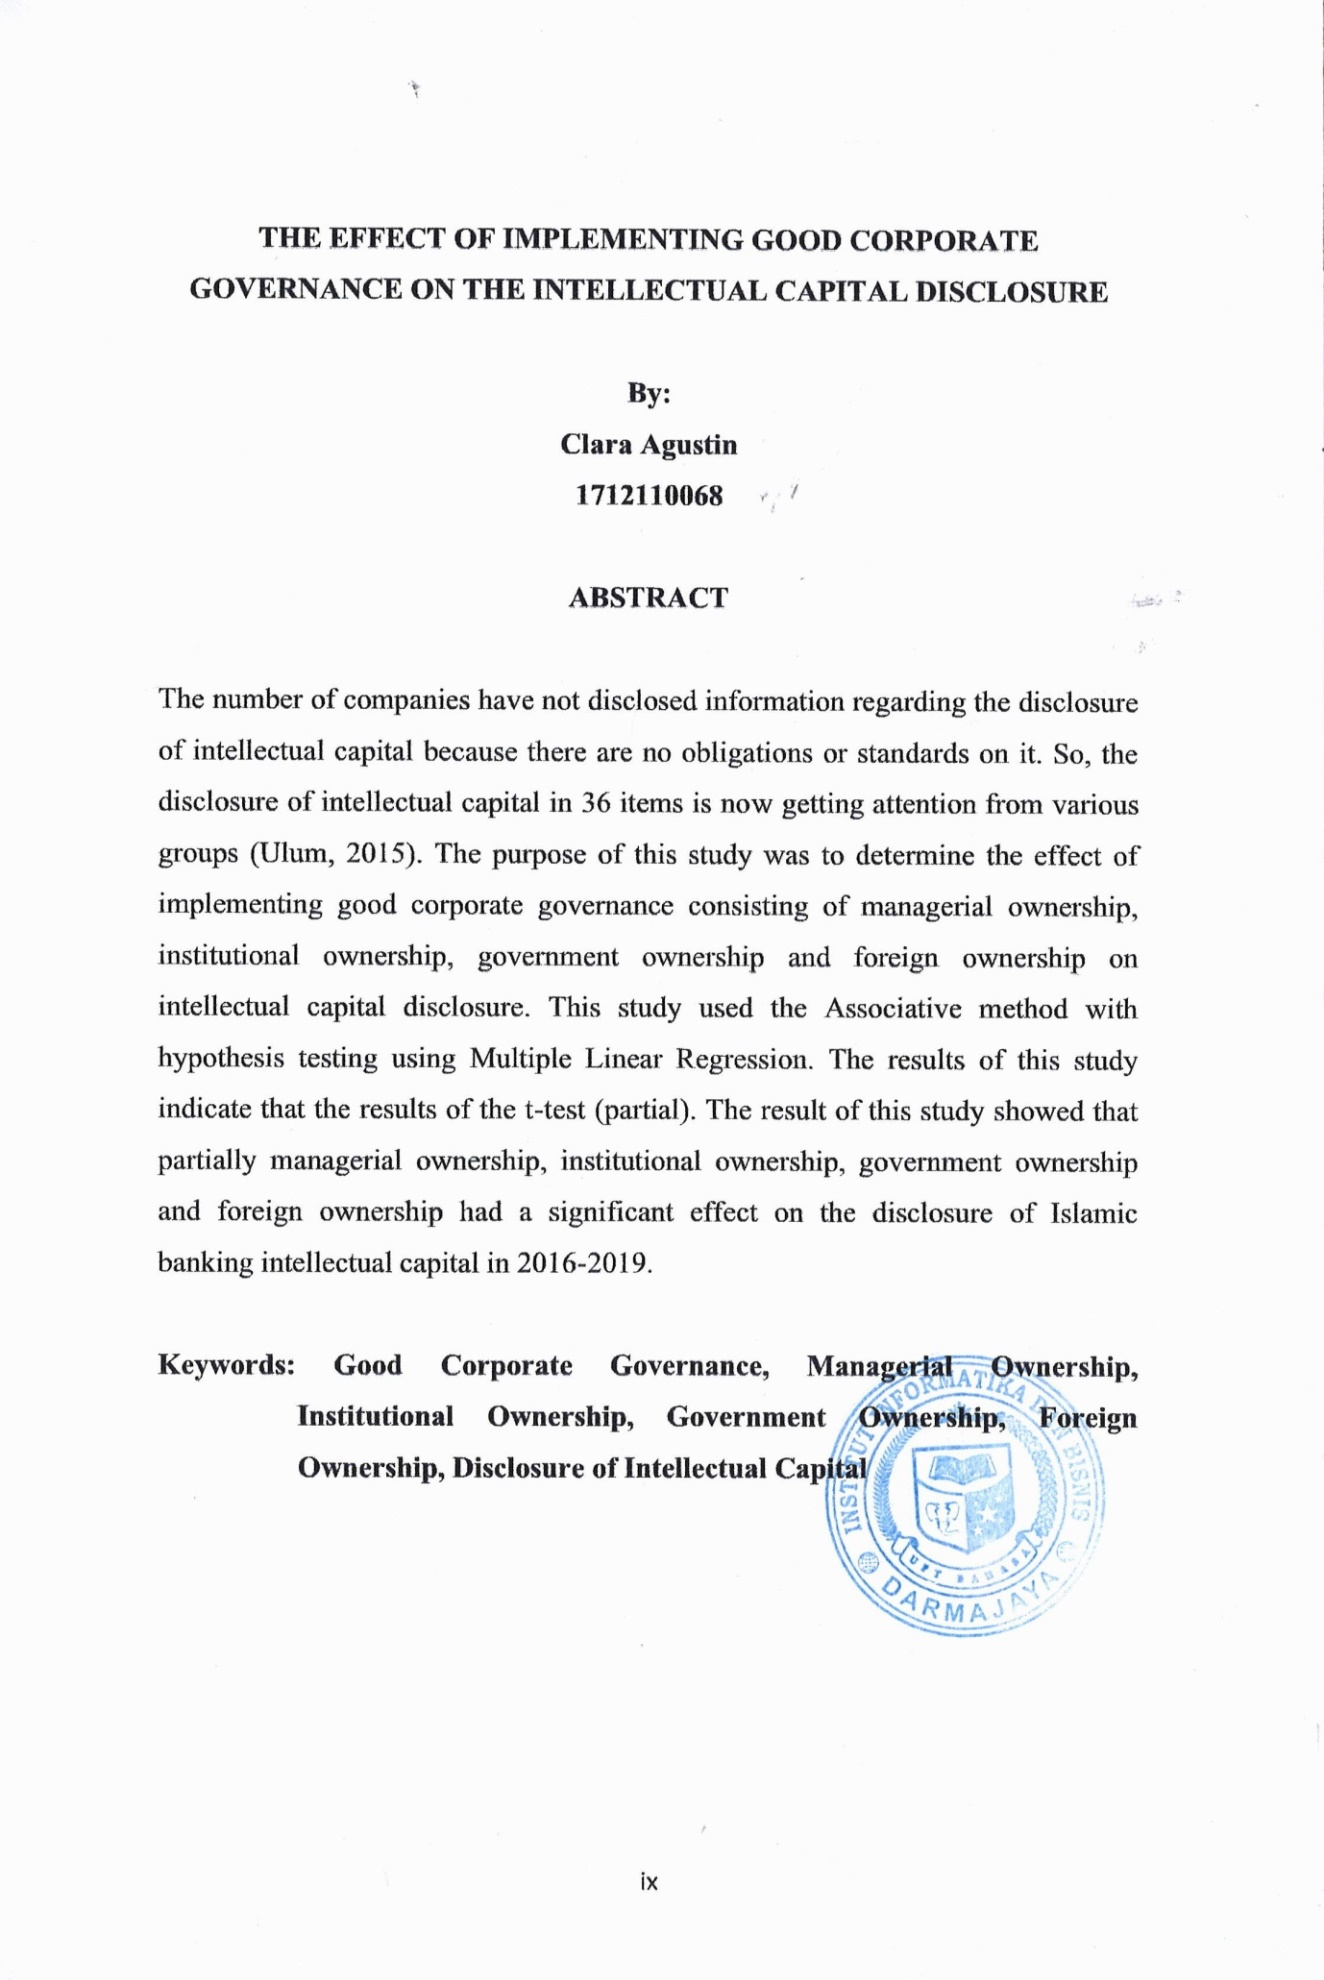 THE EFFECT OF IMPLEMENTING GOOD CORPORATE
GOVERNANCE ON THE INTELLECTUAL CAPITAL DISCLOSURE
By:
Clara Agustin
1712110068
ABSTRACT
The number of companies have not disclosed information regarding the disclosure
of intellectual capital because there are no obligations or standards on it. So, the
disclosure of intellectual capital in 36 items is now getting attention from various
groups (Ulum, 2015). The purpose of this study was to determine the effect of
implementing good corporate governance consisting of managerial ownership,
institutional ownership, government ownership and foreign ownership on
intellectual capital disclosure. This study used the Associative method with
hypothesis testing using Multiple Linear Regression. The results of this study
indicate that the results of the t-test (partial). The result of this study showed that
partially managerial ownership, institutional ownership, government ownership
and foreign ownership had a significant effect on the disclosure of Islamic
banking intellectual capital in 2016-2019.
Keywords: Good Corporate Governance, Managerial Ownership,
Institutional Ownership, Government Ownership, Foreign
Ownership, Disclosure of Intellectual Capital
INSTITUT INFORMATIKA DAN BISNIS
UPT BAHASA
DARMAJAYA
ix